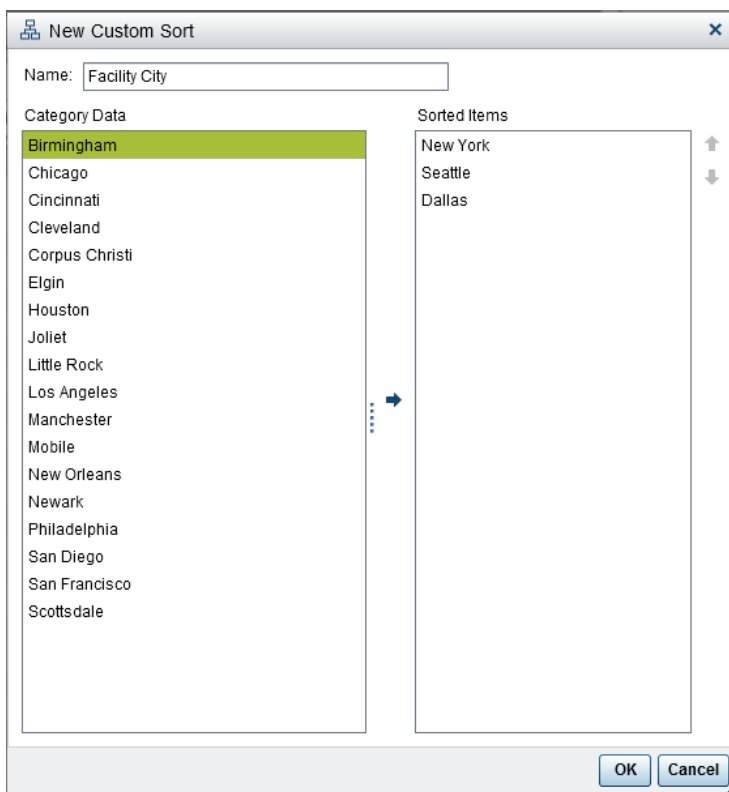 New Custom Sort
Name: Facility City
Category Data
Birmingham
Chicago
Cincinnati
Cleveland
Corpus Christi
Elgin
Houston
Joliet
Little Rock
Los Angeles
Manchester
Mobile
New Orleans
Newark
Philadelphia
San Diego
San Francisco
Scottsdale
Sorted Items
New York
Seattle
Dallas
OK Cancel